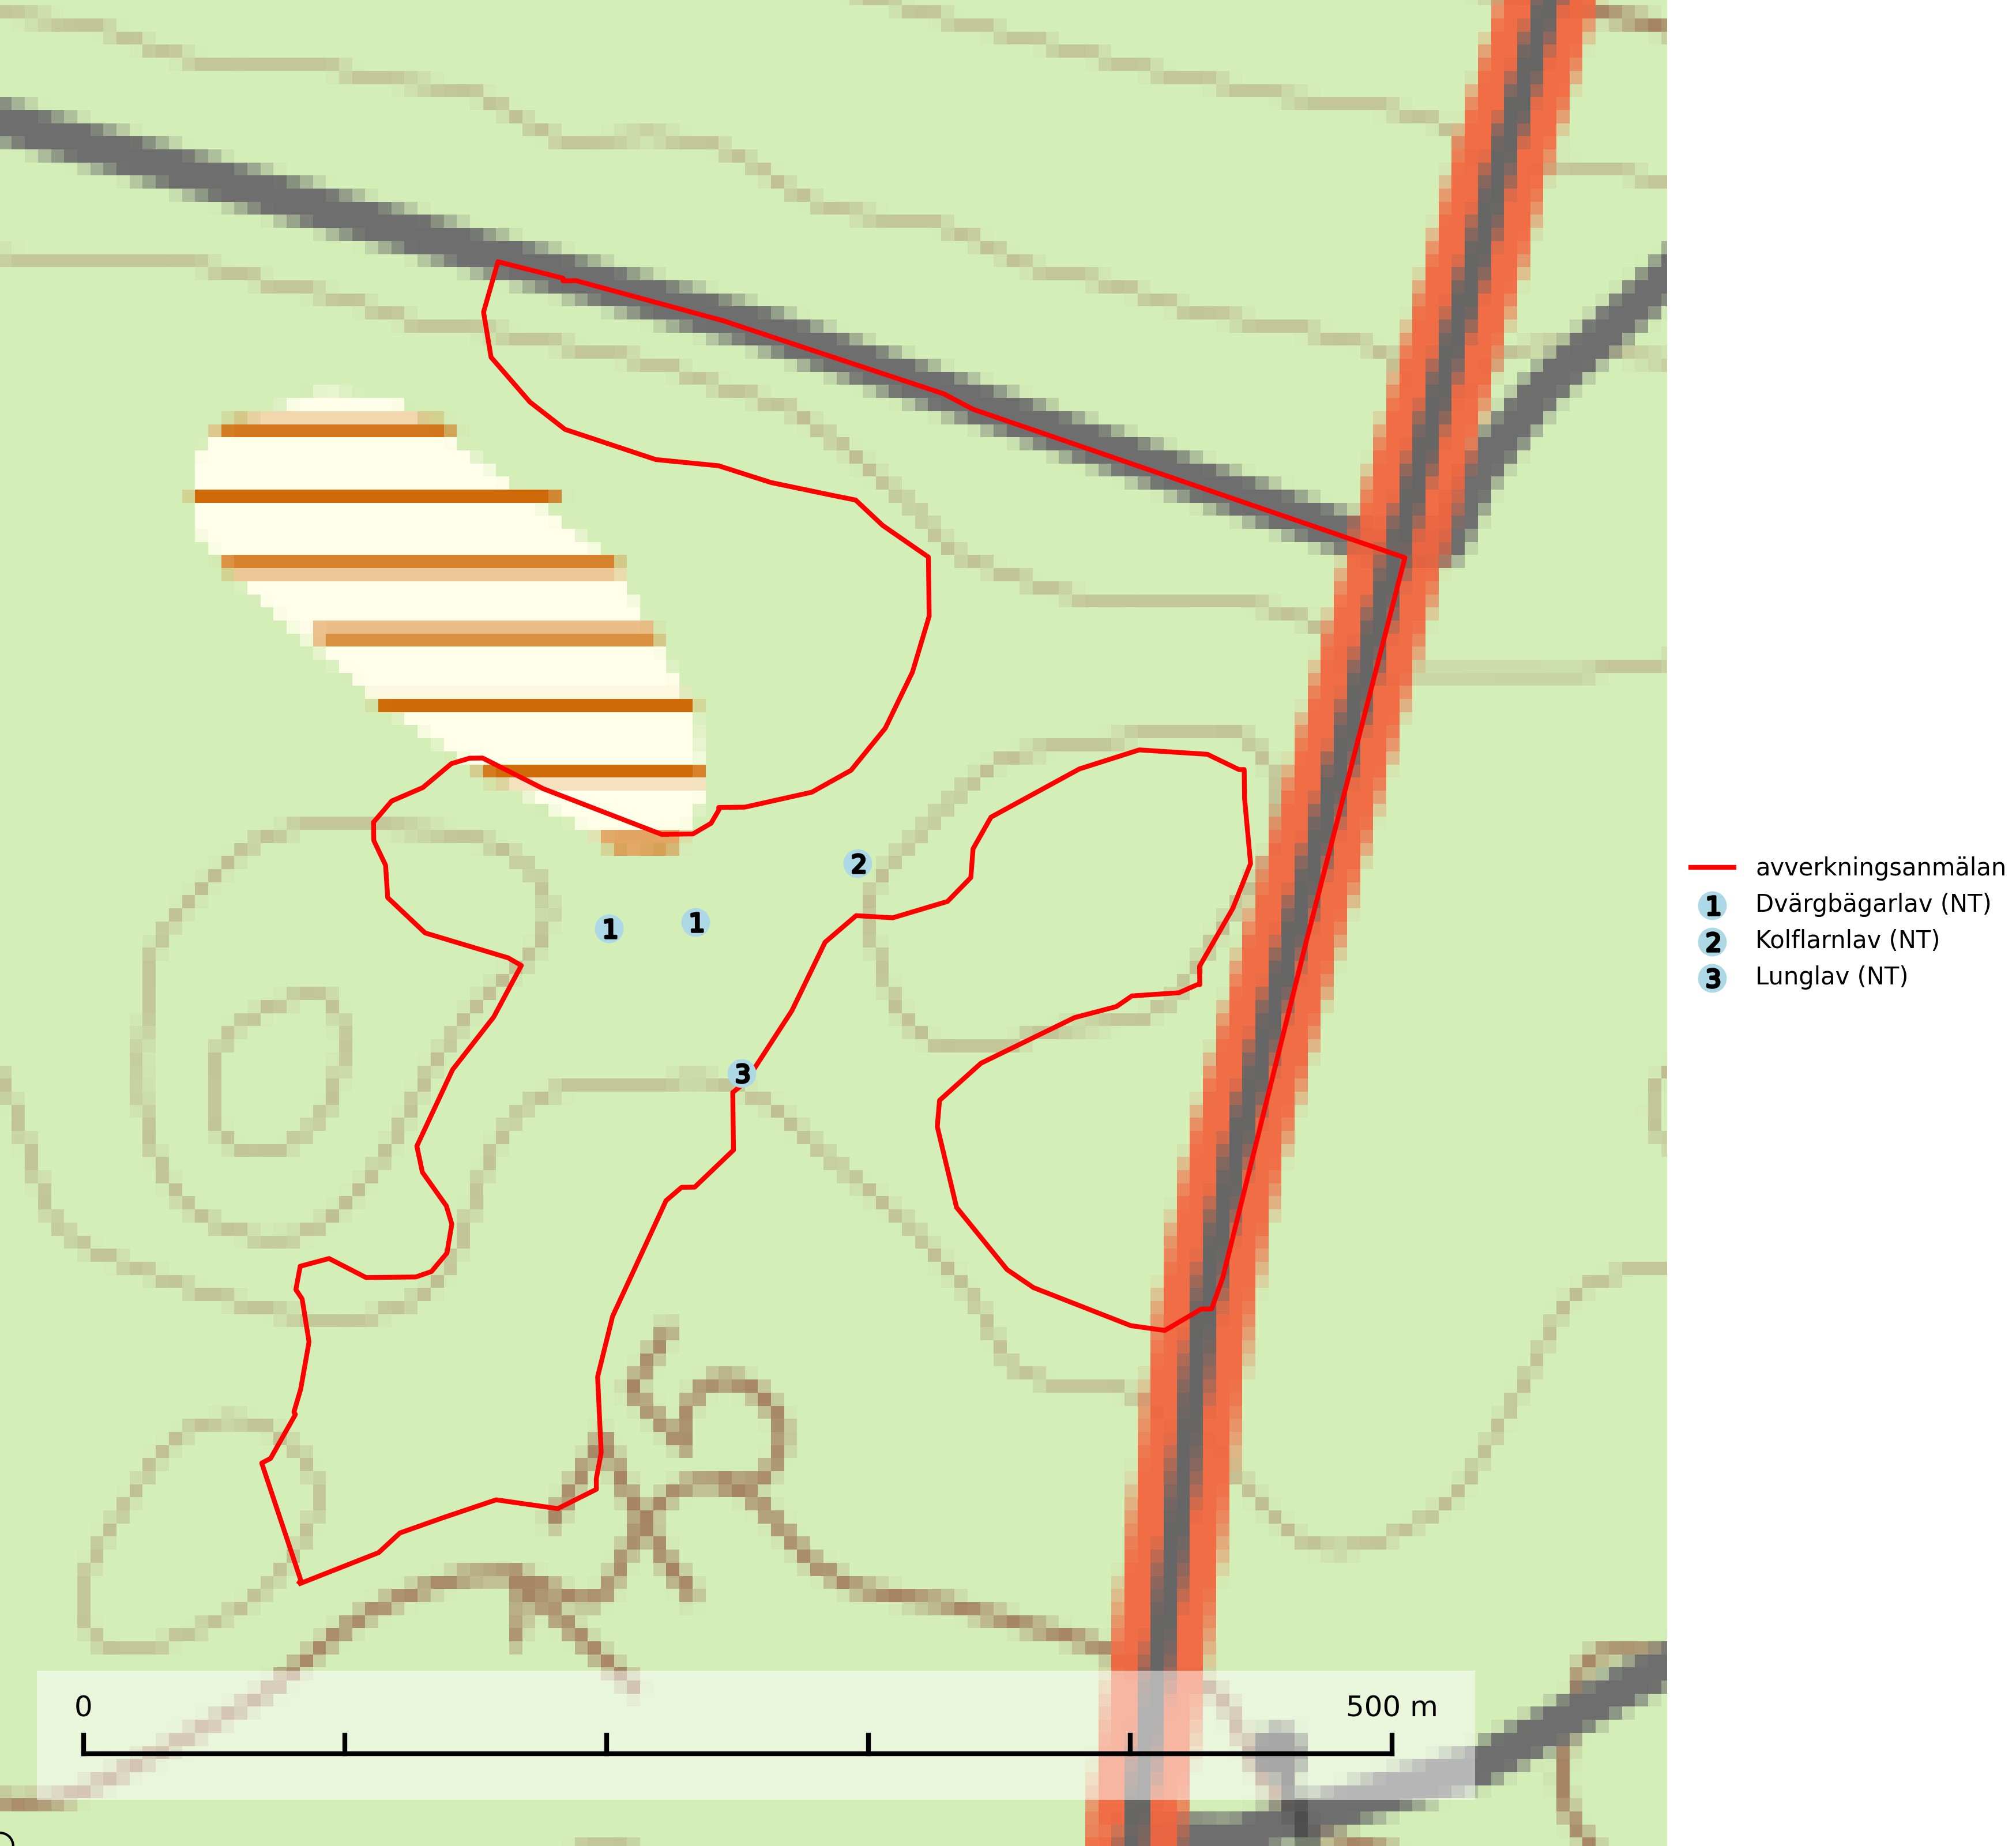 2
1
1
3
avverkningsanmälan
1 Dvärgbägarlav (NT)
2 Kolflarnlav (NT)
3 Lunglav (NT)
0 500 m